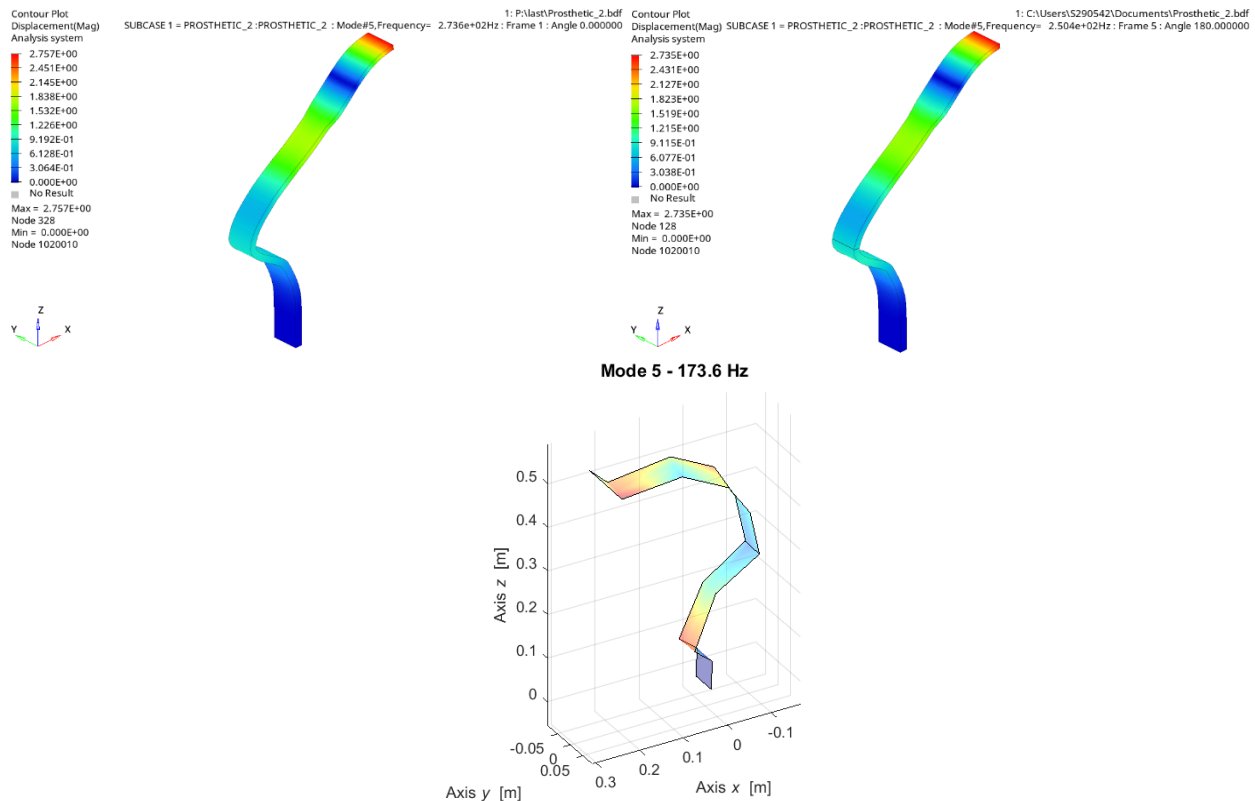 Contour Plot
Displacement(Mag)
Analysis system
1: P:\last\Prosthetic_2.bdf
SUBCASE 1 = PROSTHETIC_2 :PROSTHETIC_2 : Mode#5,Frequency= 2.736e+02Hz : Frame 1 : Angle 0.000000
2.757E+00
2.451E+00
2.145E+00
1.838E+00
1.532E+00
1.226E+00
9.192E-01
6.128E-01
3.064E-01
0.000E+00
No Result
Max = 2.757E+00
Node 328
Min = 0.000E+00
Node 1020010
Z
Y
X
Contour Plot
Displacement(Mag)
Analysis system
1: C:\Users\S290542\Documents\Prosthetic_2.bdf
SUBCASE 1 = PROSTHETIC_2 :PROSTHETIC_2 : Mode#5,Frequency= 2.504e+02Hz : Frame 5 : Angle 180.000000
2.735E+00
2.431E+00
2.127E+00
1.823E+00
1.519E+00
1.215E+00
9.115E-01
6.077E-01
3.038E-01
0.000E+00
No Result
Max = 2.735E+00
Node 128
Min = 0.000E+00
Node 1020010
Z
Y
X
Mode 5 - 173.6 Hz
0.5
0.4
0.3
0.2
0.1
0
Axis z [m]
-0.05
0
0.05
Axis y [m]
0.3
0.2
0.1
0
-0.1
Axis x [m]